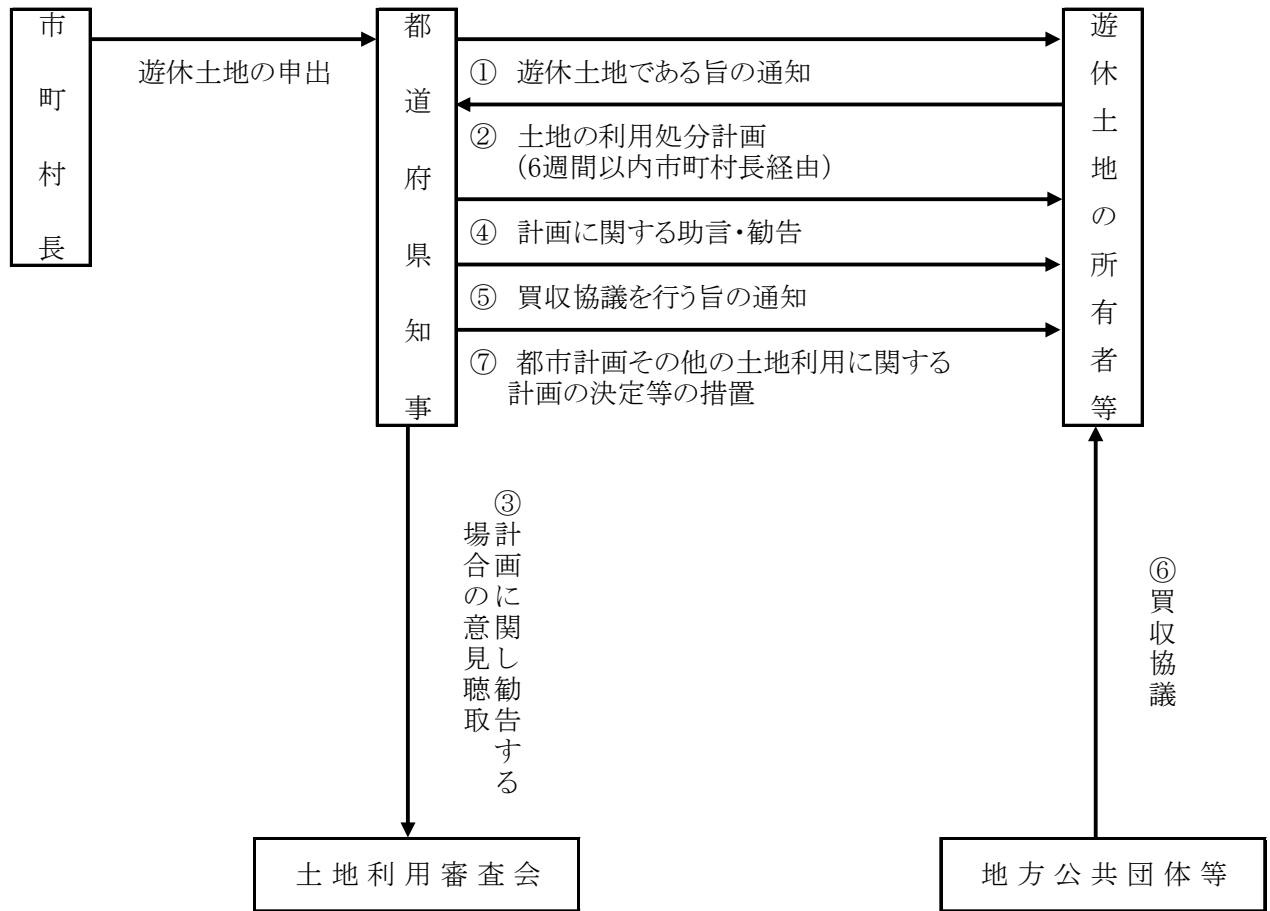 市町村長
遊休土地の申出
都道府県知事
① 遊休土地である旨の通知
② 土地の利用処分計画
(6週間以内市町村長経由)
④ 計画に関する助言・勧告
⑤ 買収協議を行う旨の通知
⑦ 都市計画その他の土地利用に関する
計画の決定等の措置
遊休土地の所有者等
③計画に関し勧告する
場合の意見聴取
⑥買収協議
土地利用審査会
地方公共団体等